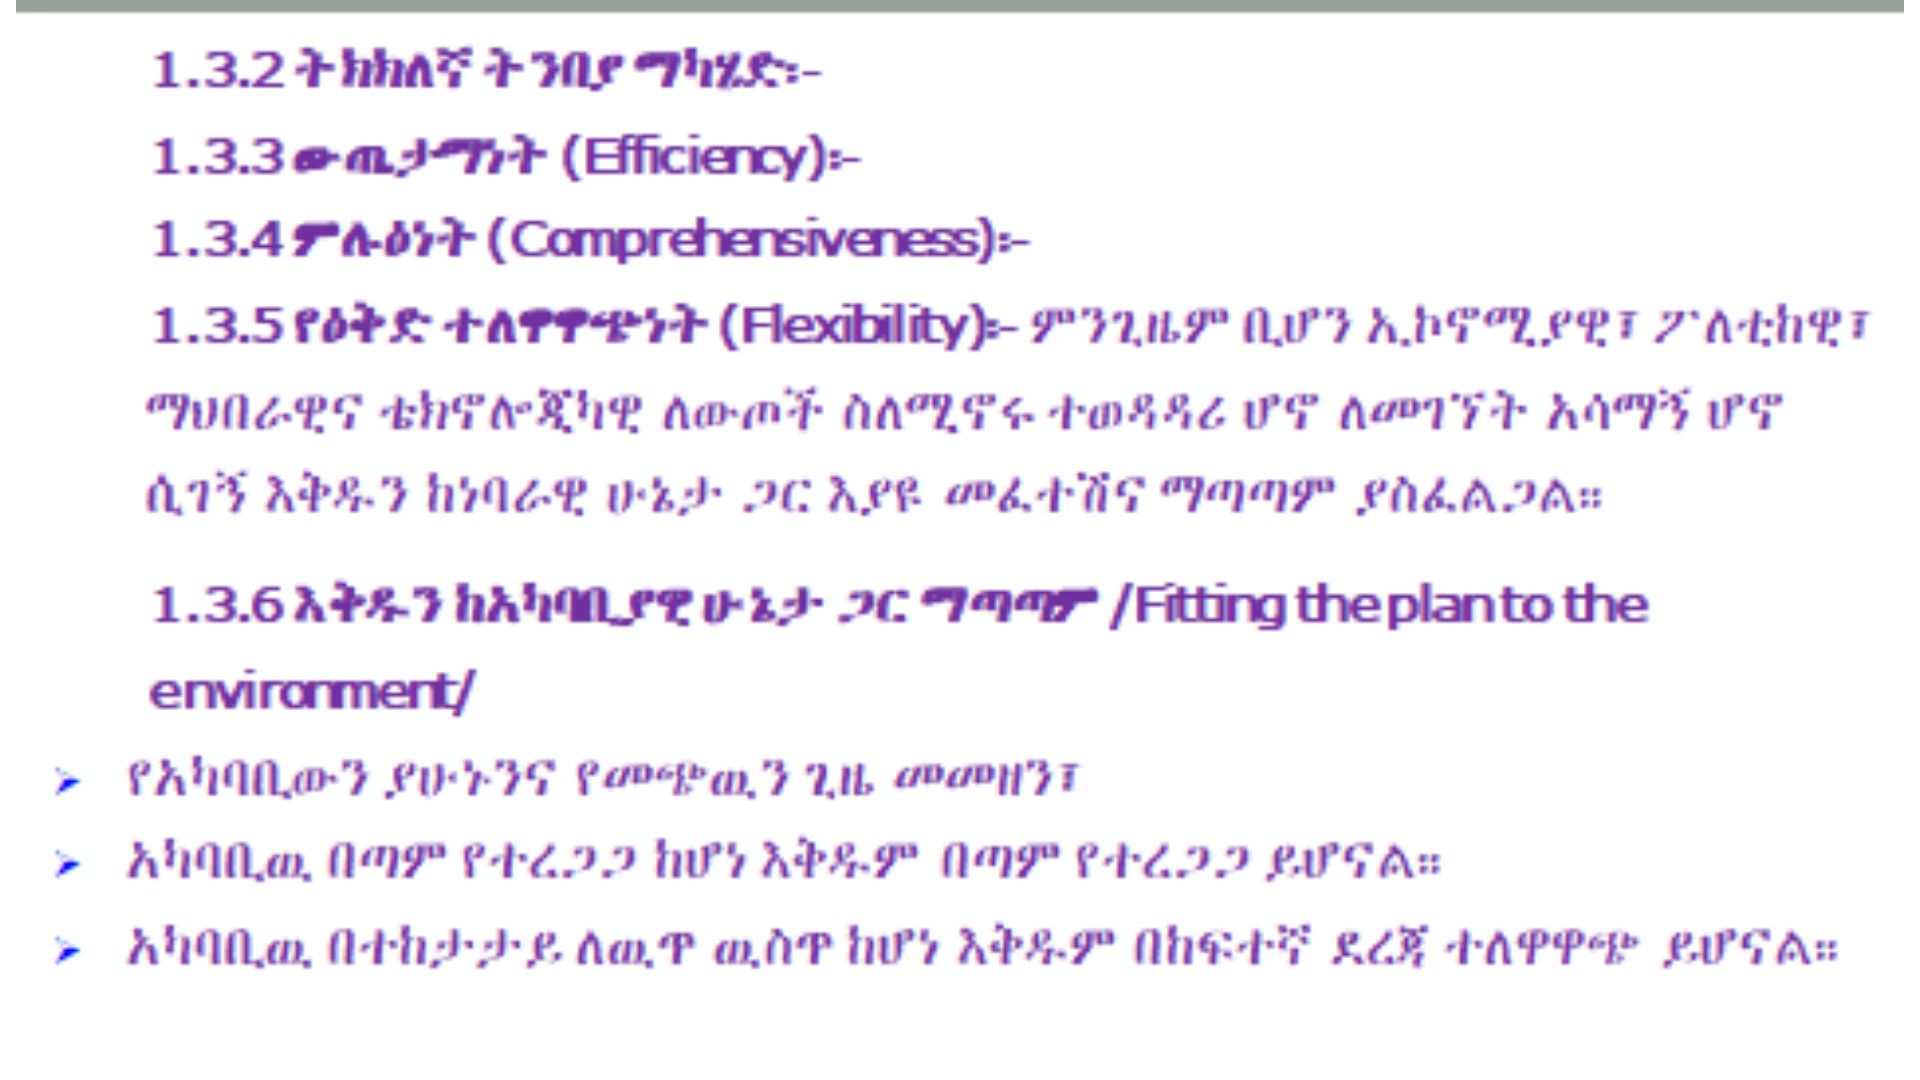 1.3.2 ትክክለኛ ትንበያ ማካሄድ፡-
1.3.3 ውጢታማነት (Efficiency)፡-
1.3.4 ምሉዕነት (Comprehensiveness)፡-
1.3.5 የዕቅድ ተለዋዋጭነት (Flexibility)፡- ምንጊዜም ቢሆን ኢኮኖሚያዊ፣ ፖለቲከዊ፣
ማህበራዊና ቴክኖሎጂካዊ ለውጦች ስለሚኖሩ ተወዳዳሪ ሆኖ ለመገኘት አሳማኝ ሆኖ
ሲገኝ እቅዱን ከነባራዊ ሁኔታ ጋር እያዩ መፈተሽና ማጣጣም ያስፈልጋል።
1.3.6 እቅዱን ከአካባቢያዊ ሁኔታ ጋር ማጣጣም /Fitting the plan to the
environment/
➢ የአካባቢውን ያሁኑንና የመጭዉን ጊዜ መመዘን፣
➢ አካባቢዉ በጣም የተረጋጋ ከሆነ እቅዱም በጣም የተረጋጋ ይሆናል።
➢ አካባቢዉ በተከታታይ ለዉጥ ዉስጥ ከሆነ እቅዱም በከፍተኛ ደረጃ ተለዋዋጭ ይሆናል።